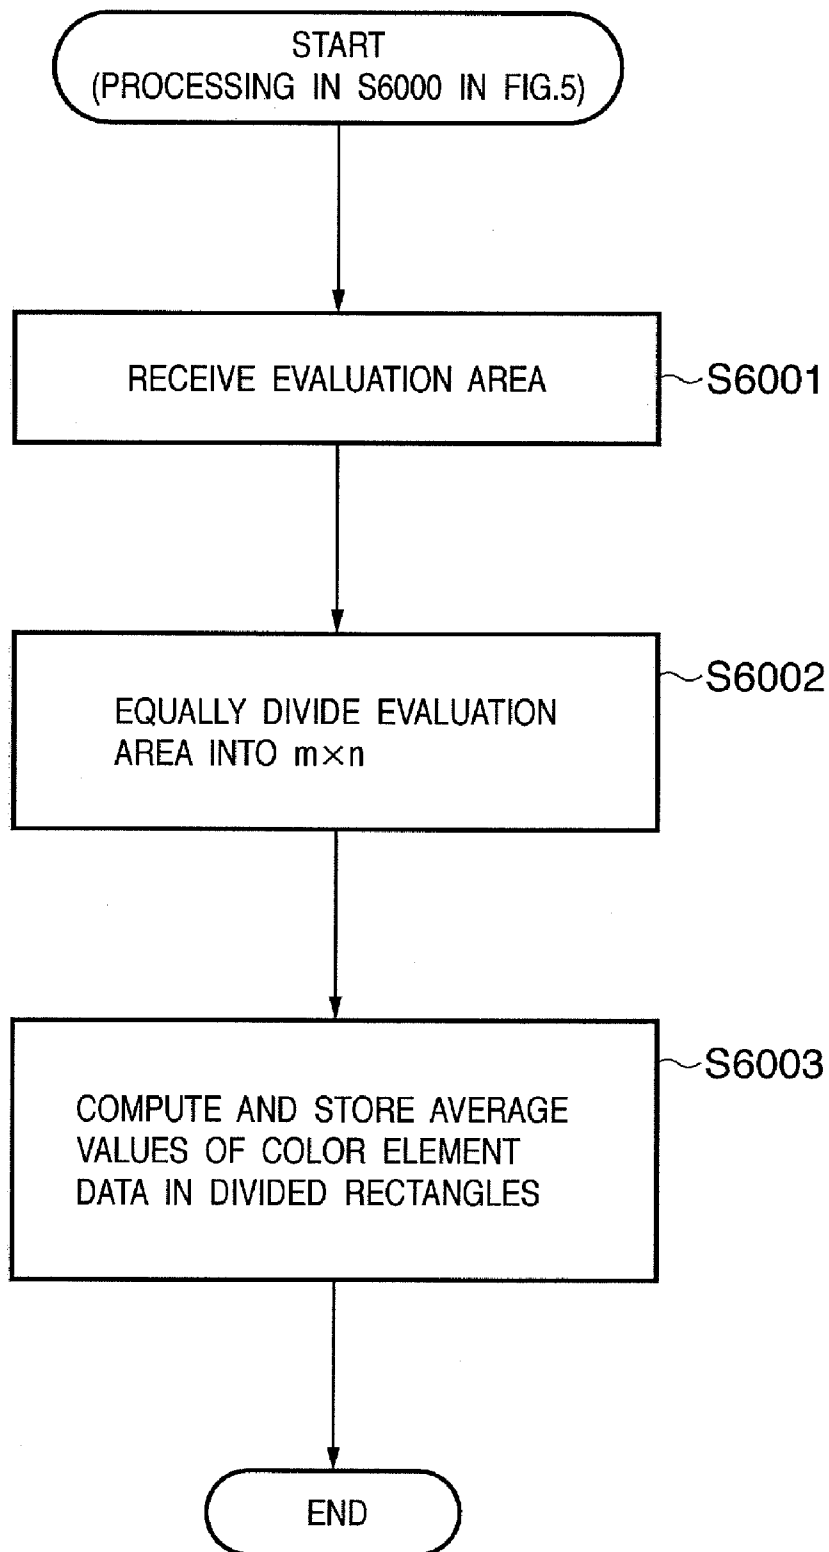 START
(PROCESSING IN S6000 IN FIG.5)
RECEIVE EVALUATION AREA
S6001
EQUALLY DIVIDE EVALUATION
AREA INTO m×n
S6002
COMPUTE AND STORE AVERAGE
VALUES OF COLOR ELEMENT
DATA IN DIVIDED RECTANGLES
S6003
END